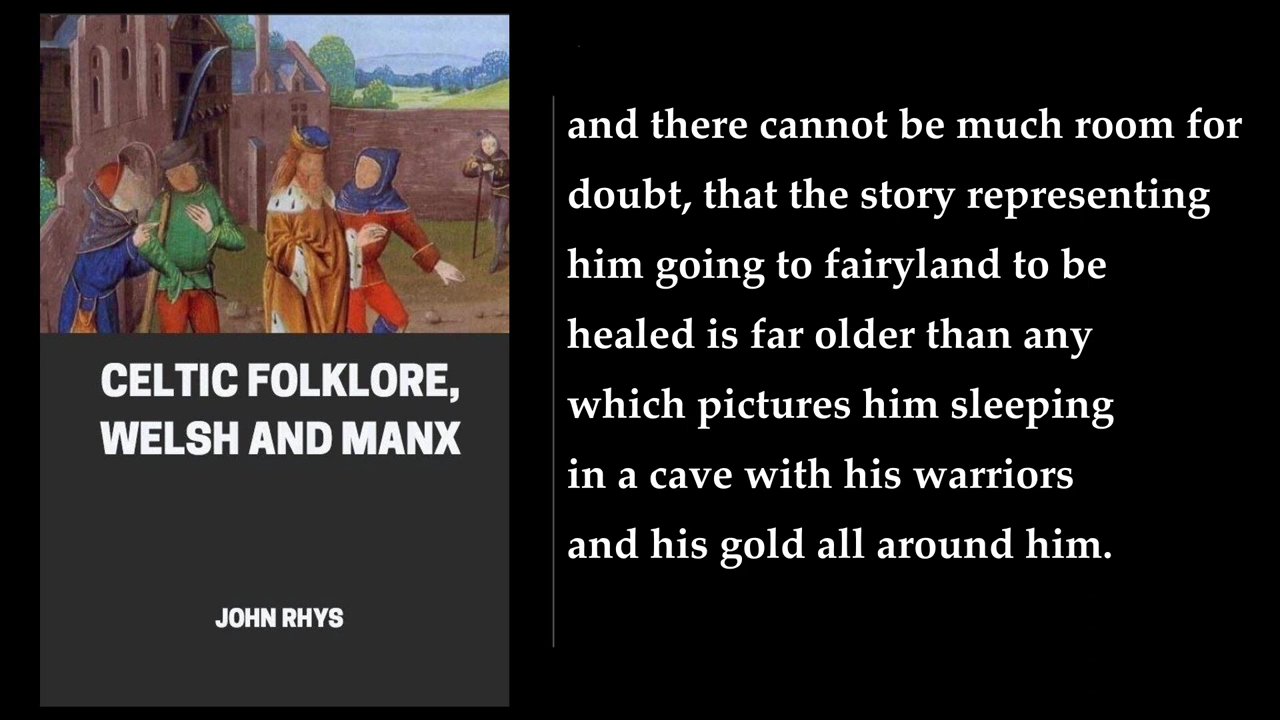 CELTIC FOLKLORE,
WELSH AND MANX
JOHN RHYS
and there cannot be much room for
doubt, that the story representing
him going to fairyland to be
healed is far older than any
which pictures him sleeping
in a cave with his warriors
and his gold all around him.